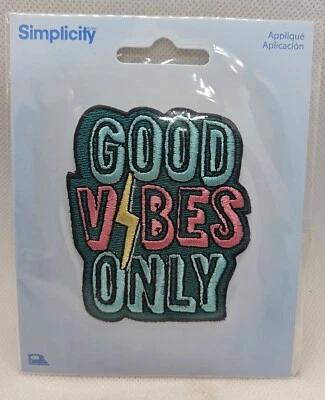 Simplicity
Appliqué
Aplicación
GOOD
VIBES
ONLY